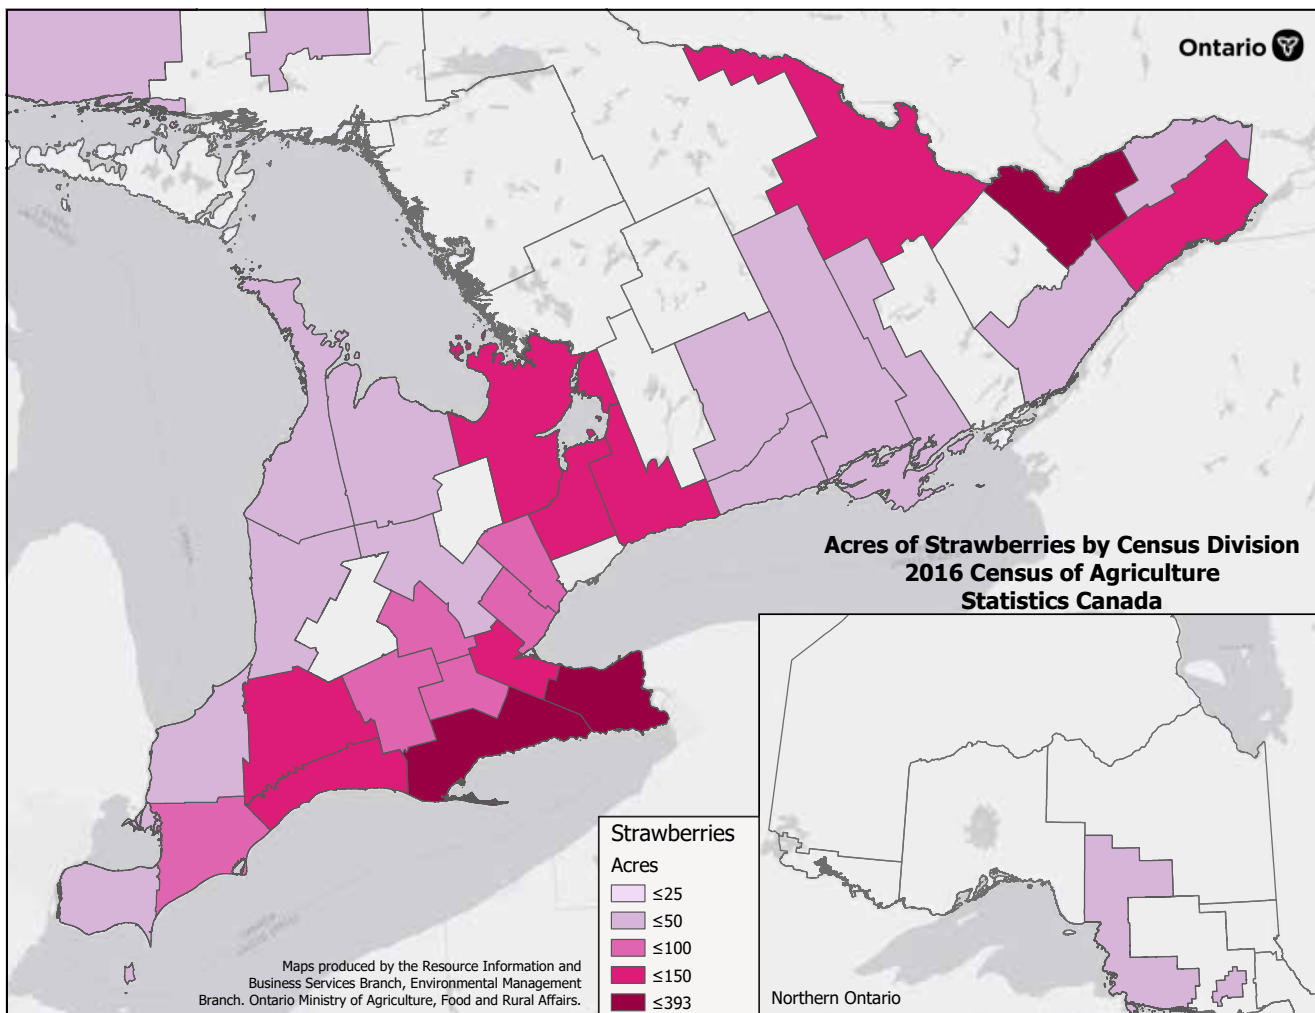 Ontario
Acres of Strawberries by Census Division
2016 Census of Agriculture
Statistics Canada
Strawberries
Acres
≤25
≤50
≤100
≤150
≤393
Maps produced by the Resource Information and
Business Services Branch, Environmental Management
Branch. Ontario Ministry of Agriculture, Food and Rural Affairs.
Northern Ontario